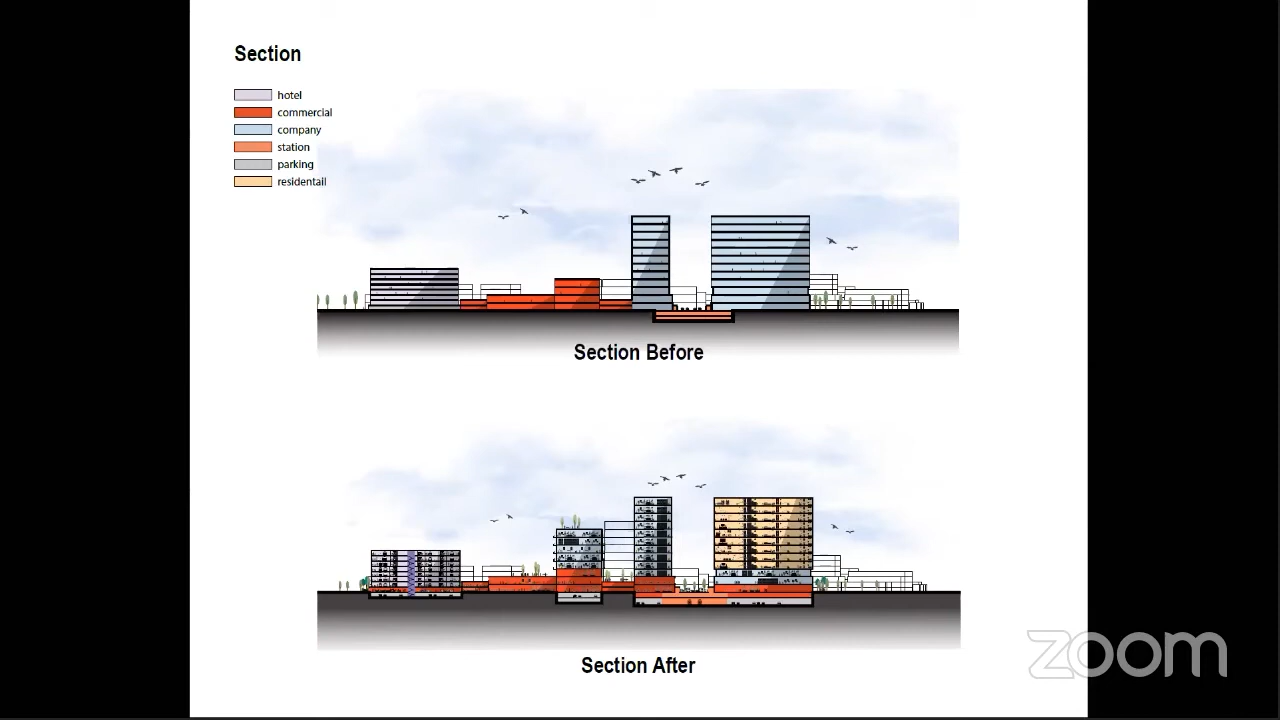 Section
hotel
commercial
company
station
parking
residentail
Section Before
Section After
zoom